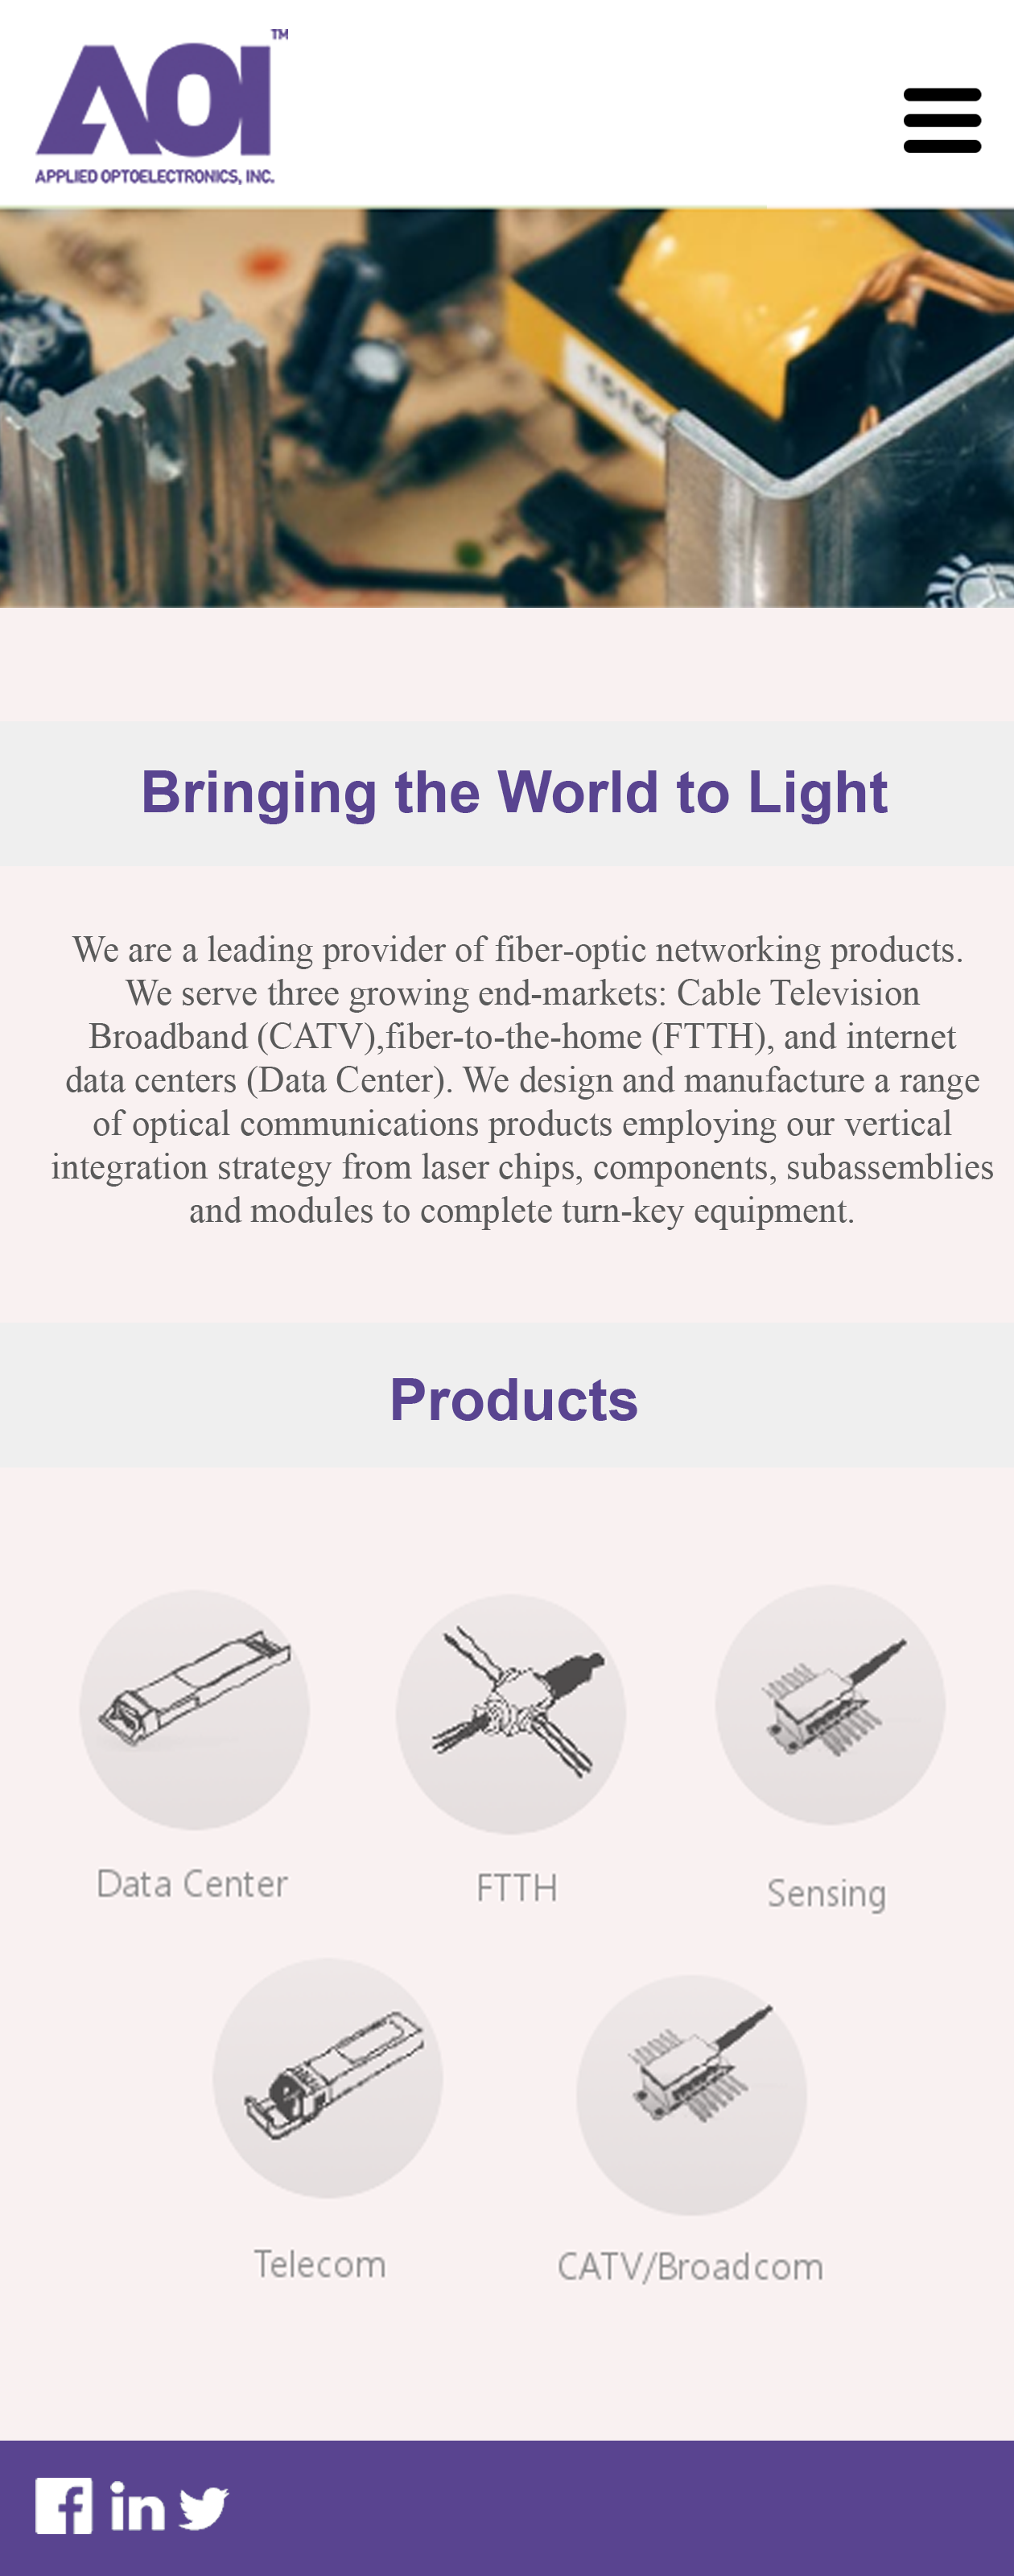 AOI™
APPLIED OPTOELECTRONICS, INC.
Bringing the World to Light
We are a leading provider of fiber-optic networking products.
We serve three growing end-markets: Cable Television
Broadband (CATV),fiber-to-the-home (FTTH), and internet
data centers (Data Center). We design and manufacture a range
of optical communications products employing our vertical
integration strategy from laser chips, components, subassemblies
and modules to complete turn-key equipment.
Products
Data Center
FTTH
Sensing
Telecom
CATV/Broadcom